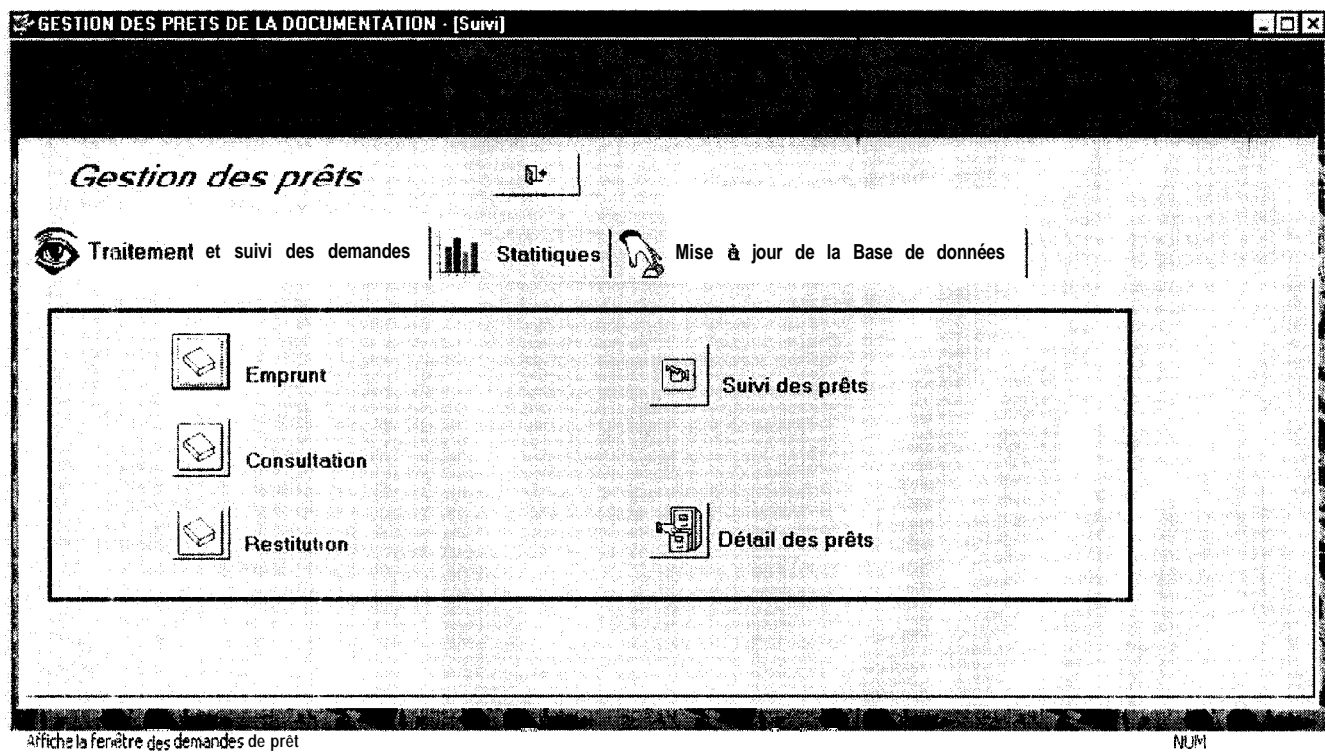 GESTION DES PRETS DE LA DOCUMENTATION - [Suivi]
Gestion des prêts
Traitement et suivi des demandes
Statitiques
Mise à jour de la Base de données
Emprunt
Suivi des prêts
Consultation
Restitution
Détail des prêts
Affiche la fenêtre des demandes de prêt
NUM